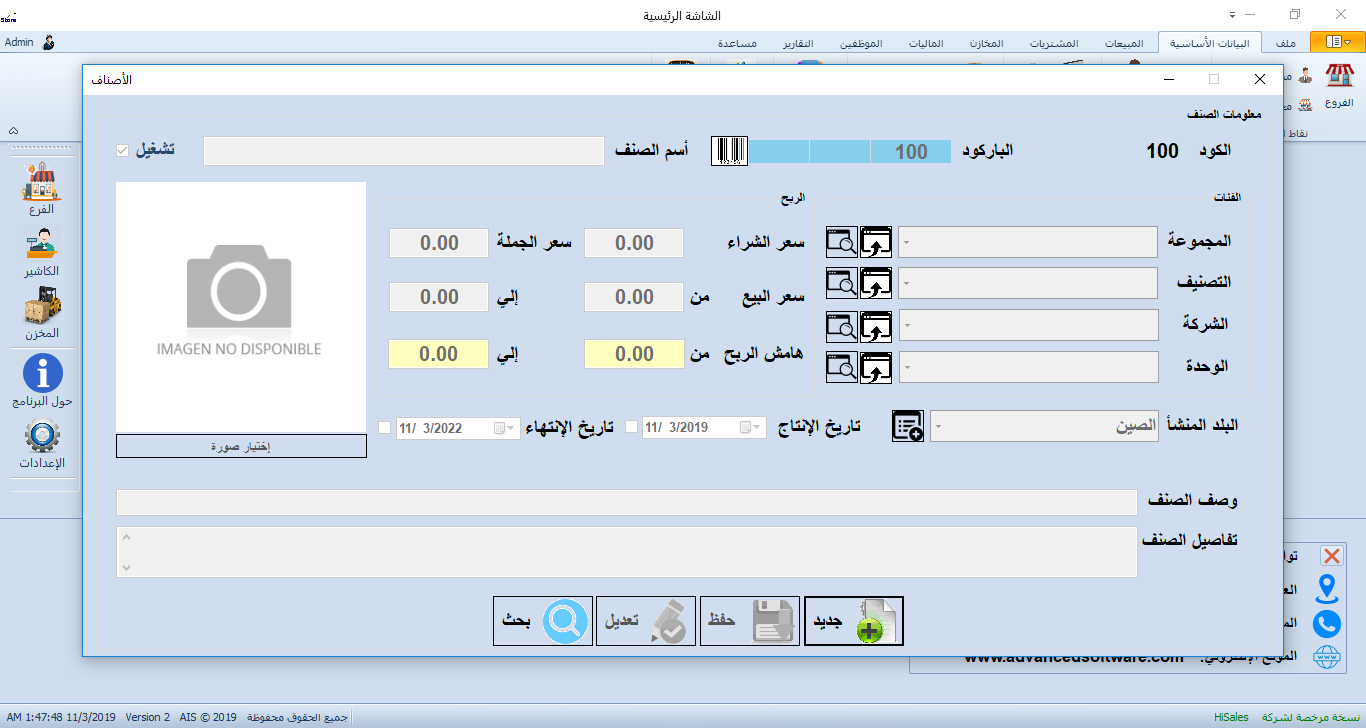 الشاشة الرئيسية
Store
ملف البيانات الأساسية المبيعات المشتريات المخازن الماليات الموظفين التقارير مساعدة
Admin
الفروع
الأصناف
معلومات الصنف
الكود 100 الباركود 100 أسم الصنف تشغيل
الفئات
الربح
المجموعة
سعر الشراء 0.00 سعر الجملة 0.00
التصنيف
سعر البيع من 0.00 إلي 0.00
الشركة
هامش الربح من 0.00 إلي 0.00
الوحدة
IMAGEN NO DISPONIBLE
البلد المنشأ الصين تاريخ الإنتاج 11/ 3/2019 تاريخ الإنتهاء 11/ 3/2022
إختيار صورة
وصف الصنف
تفاصيل الصنف
جديد حفظ تعديل بحث
الفرع
الكاشير
المخزن
حول البرنامج
الإعدادات
الموقع الإلكتروني: www.advancedsoftware.com
نسخة مرخصة لشركة HiSales
جميع الحقوق محفوظة AIS © 2019 Version 2 11/3/2019 1:47:48 AM